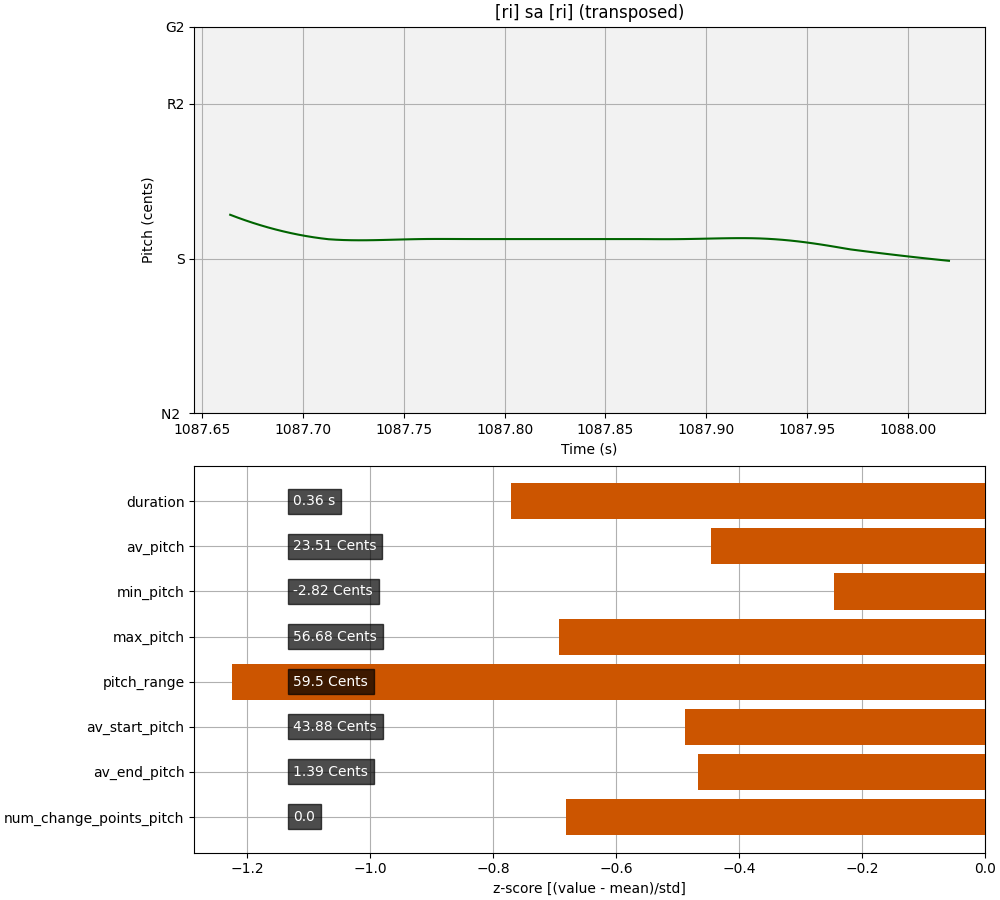 [ri] sa [ri] (transposed)
G2
R2
S
N2
Pitch (cents)
1087.65 1087.70 1087.75 1087.80 1087.85 1087.90 1087.95 1088.00
Time (s)
duration 0.36 s
av_pitch 23.51 Cents
min_pitch -2.82 Cents
max_pitch 56.68 Cents
pitch_range 59.5 Cents
av_start_pitch 43.88 Cents
av_end_pitch 1.39 Cents
num_change_points_pitch 0.0
−1.2 −1.0 −0.8 −0.6 −0.4 −0.2 0.0
z-score [(value - mean)/std]